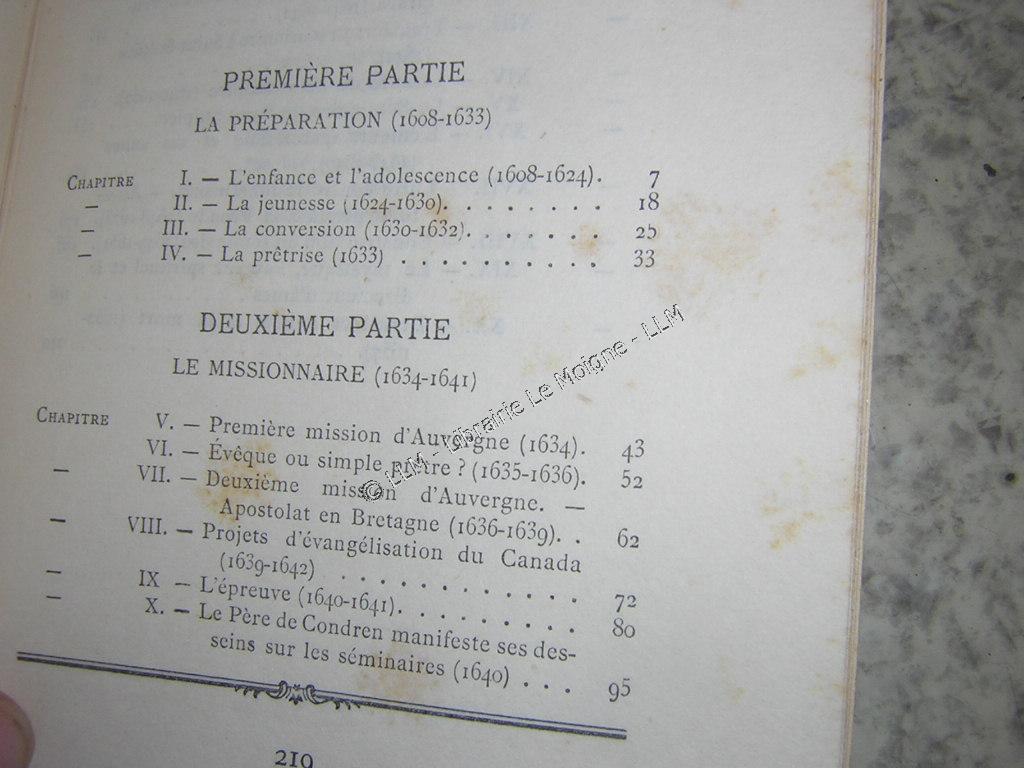 PREMIÈRE PARTIE
LA PRÉPARATION (1608-1633)
CHAPITRE I. — L'enfance et l'adolescence (1608-1624). 7
— II. — La jeunesse (1624-1630). . . . . . . . 18
— III. — La conversion (1630-1632). . . . . . . 25
— IV. — La prêtrise (1633) . . . . . . . . . . 33
DEUXIÈME PARTIE
LE MISSIONNAIRE (1634-1641)
CHAPITRE V. — Première mission d'Auvergne (1634). 43
VI. — Évêque ou simple prêtre ? (1635-1636). 52
— VII. — Deuxième mission d'Auvergne. —
Apostolat en Bretagne (1636-1639). . 62
— VIII. — Projets d'évangélisation du Canada
(1639-1642) . . . . . . . . . . 72
— IX — L'épreuve (1640-1641). . . . . . . . 80
— X. — Le Père de Condren manifeste ses des-
seins sur les séminaires (1640) . . . 95
219
© LLM - Librairie Le Moigne - LLM